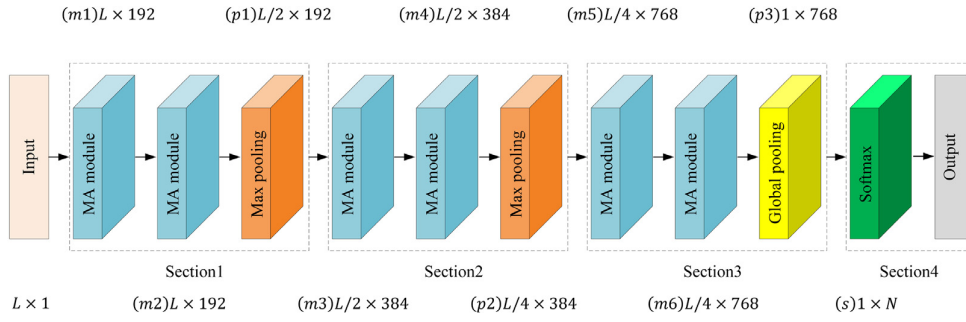 (m1)L × 192
(p1)L/2 × 192
(m4)L/2 × 384
(m5)L/4 × 768
(p3)1 × 768
Input
MA module
MA module
Max pooling
MA module
MA module
Max pooling
MA module
MA module
Global pooling
Softmax
Output
Section1
Section2
Section3
Section4
L × 1
(m2)L × 192
(m3)L/2 × 384
(p2)L/4 × 384
(m6)L/4 × 768
(s)1 × N